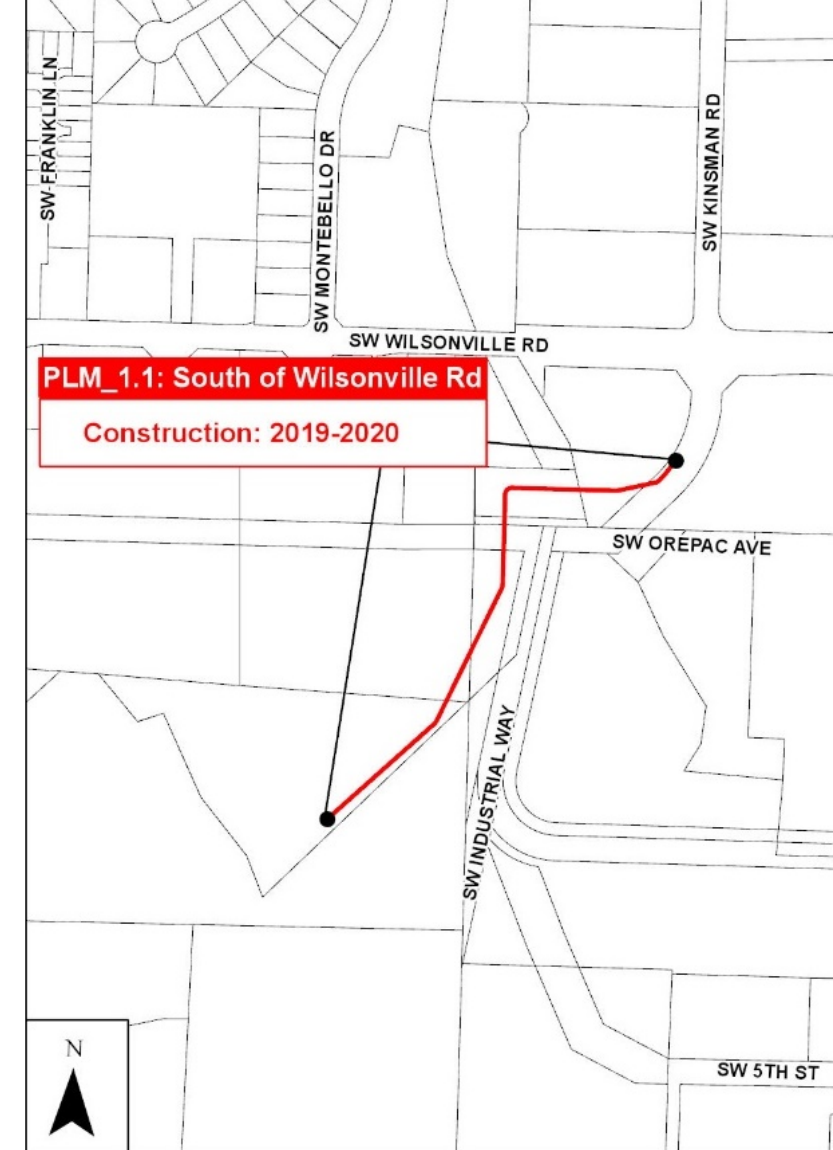 SW FRANKLIN LN
SW MONTEBELLO DR
SW KINSMAN RD
SW WILSONVILLE RD
PLM_1.1: South of Wilsonville Rd
Construction: 2019-2020
SW OREPAC AVE
SW INDUSTRIAL WAY
N
SW 5TH ST